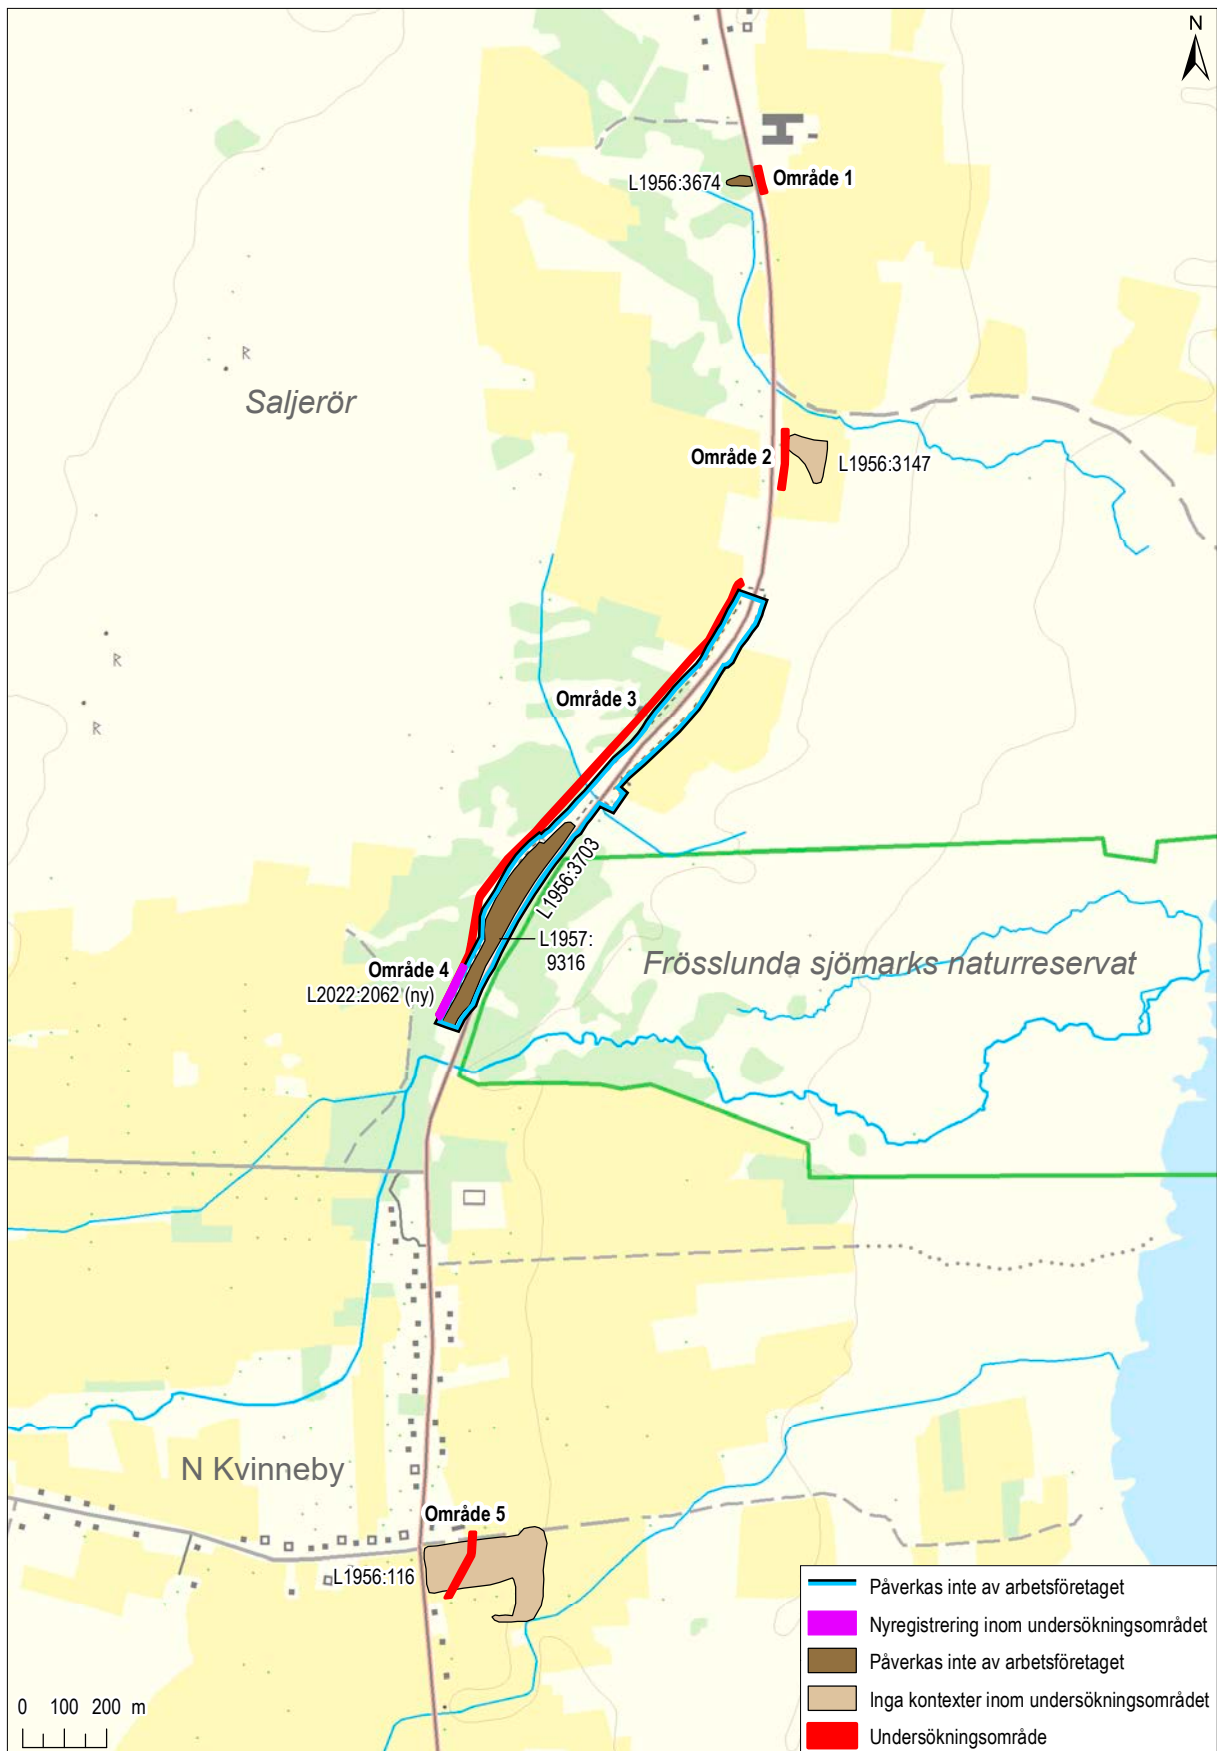 N
L1956:3674
Område 1
R
Saljerör
Område 2
L1956:3147
R
R
Område 3
L1956:3703
L1957:
9316
Område 4
L2022:2062 (ny)
Frösslunda sjömarks naturreservat
N Kvinneby
Område 5
L1956:116
Påverkas inte av arbetsföretaget
Nyregistrering inom undersökningsområdet
Påverkas inte av arbetsföretaget
Inga kontexter inom undersökningsområdet
Undersökningsområde
0 100 200 m